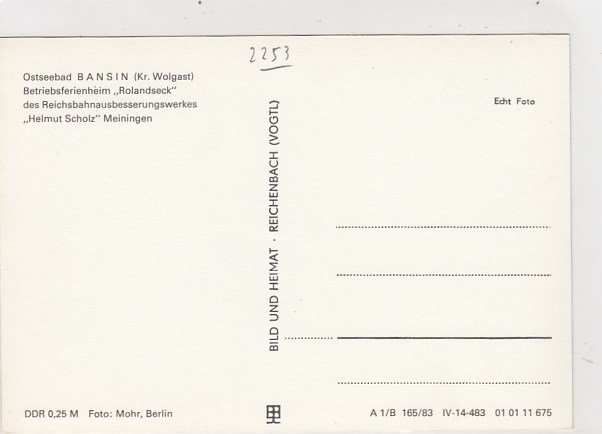 2253
Ostseebad BANSIN (Kr. Wolgast)
Betriebsferienheim „Rolandseck"
des Reichsbahnausbesserungswerkes
„Helmut Scholz" Meiningen
Echt Foto
BILD UND HEIMAT · REICHENBACH (VOGTL)
DDR 0,25 M Foto: Mohr, Berlin
A 1/B 165/83 IV-14-483 01 01 11 675